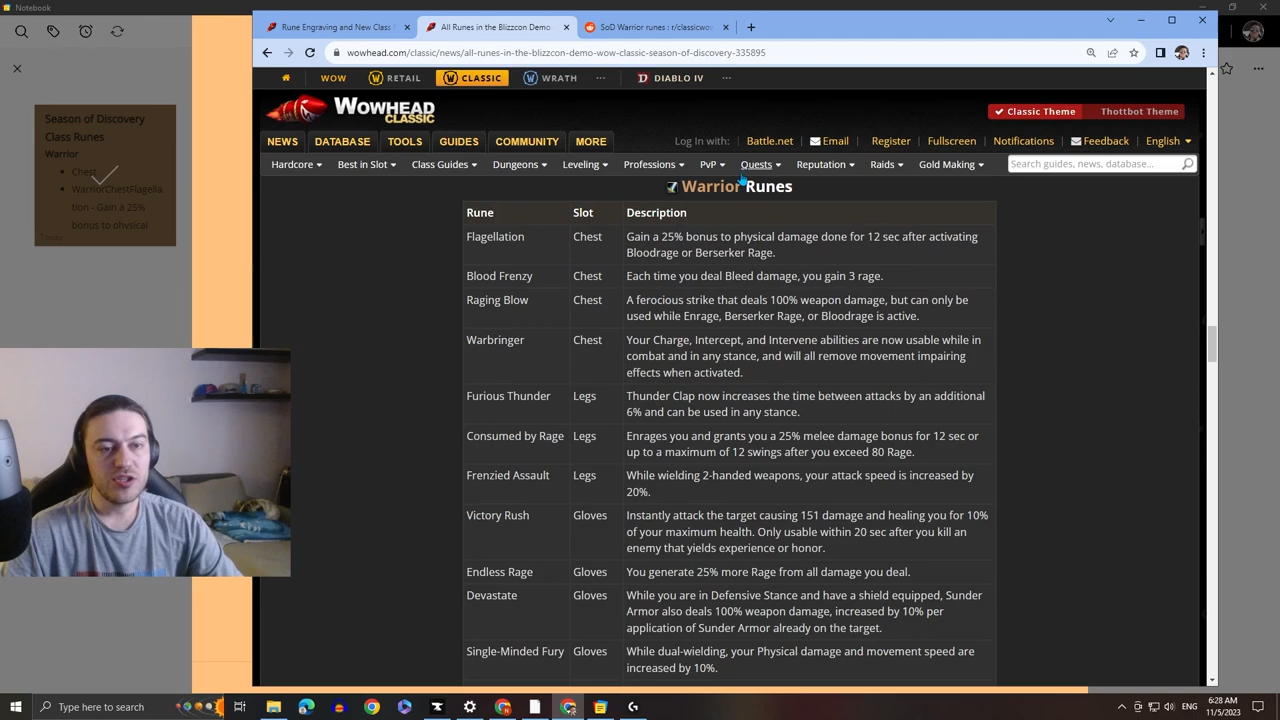 Notebook
Season of Discovery
Class Runes
Warrior
Chest
WarriorChestFlagella
tion - Gain a 25%
bonus to physical
Rune Engraving and New Class
All Runes in the Blizzcon Demo
SoD Warrior runes : r/classicwo
wowhead.com/classic/news/all-runes-in-the-blizzcon-demo-wow-classic-season-of-discovery-335895
WOW RETAIL CLASSIC WRATH ... DIABLO IV ...
WOWHEAD CLASSIC
Classic Theme Thottbot Theme
NEWS DATABASE TOOLS GUIDES COMMUNITY MORE
Log In with: Battle.net Email Register Fullscreen Notifications Feedback English
Hardcore Best in Slot Class Guides Dungeons Leveling Professions PvP Quests Reputation Raids Gold Making
Search guides, news, database...
Warrior Runes
Rune Slot Description
Flagellation Chest Gain a 25% bonus to physical damage done for 12 sec after activating
Bloodrage or Berserker Rage.
Blood Frenzy Chest Each time you deal Bleed damage, you gain 3 rage.
Raging Blow Chest A ferocious strike that deals 100% weapon damage, but can only be
used while Enrage, Berserker Rage, or Bloodrage is active.
Warbringer Chest Your Charge, Intercept, and Intervene abilities are now usable while in
combat and in any stance, and will all remove movement impairing
effects when activated.
Furious Thunder Legs Thunder Clap now increases the time between attacks by an additional
6% and can be used in any stance.
Consumed by Rage Legs Enrages you and grants you a 25% melee damage bonus for 12 sec or
up to a maximum of 12 swings after you exceed 80 Rage.
Frenzied Assault Legs While wielding 2-handed weapons, your attack speed is increased by
20%.
Victory Rush Gloves Instantly attack the target causing 151 damage and healing you for 10%
of your maximum health. Only usable within 20 sec after you kill an
enemy that yields experience or honor.
Endless Rage Gloves You generate 25% more Rage from all damage you deal.
Devastate Gloves While you are in Defensive Stance and have a shield equipped, Sunder
Armor also deals 100% weapon damage, increased by 10% per
application of Sunder Armor already on the target.
Single-Minded Fury Gloves While dual-wielding, your Physical damage and movement speed are
increased by 10%.
Type here to search
ENG
6:28 AM
11/5/2023